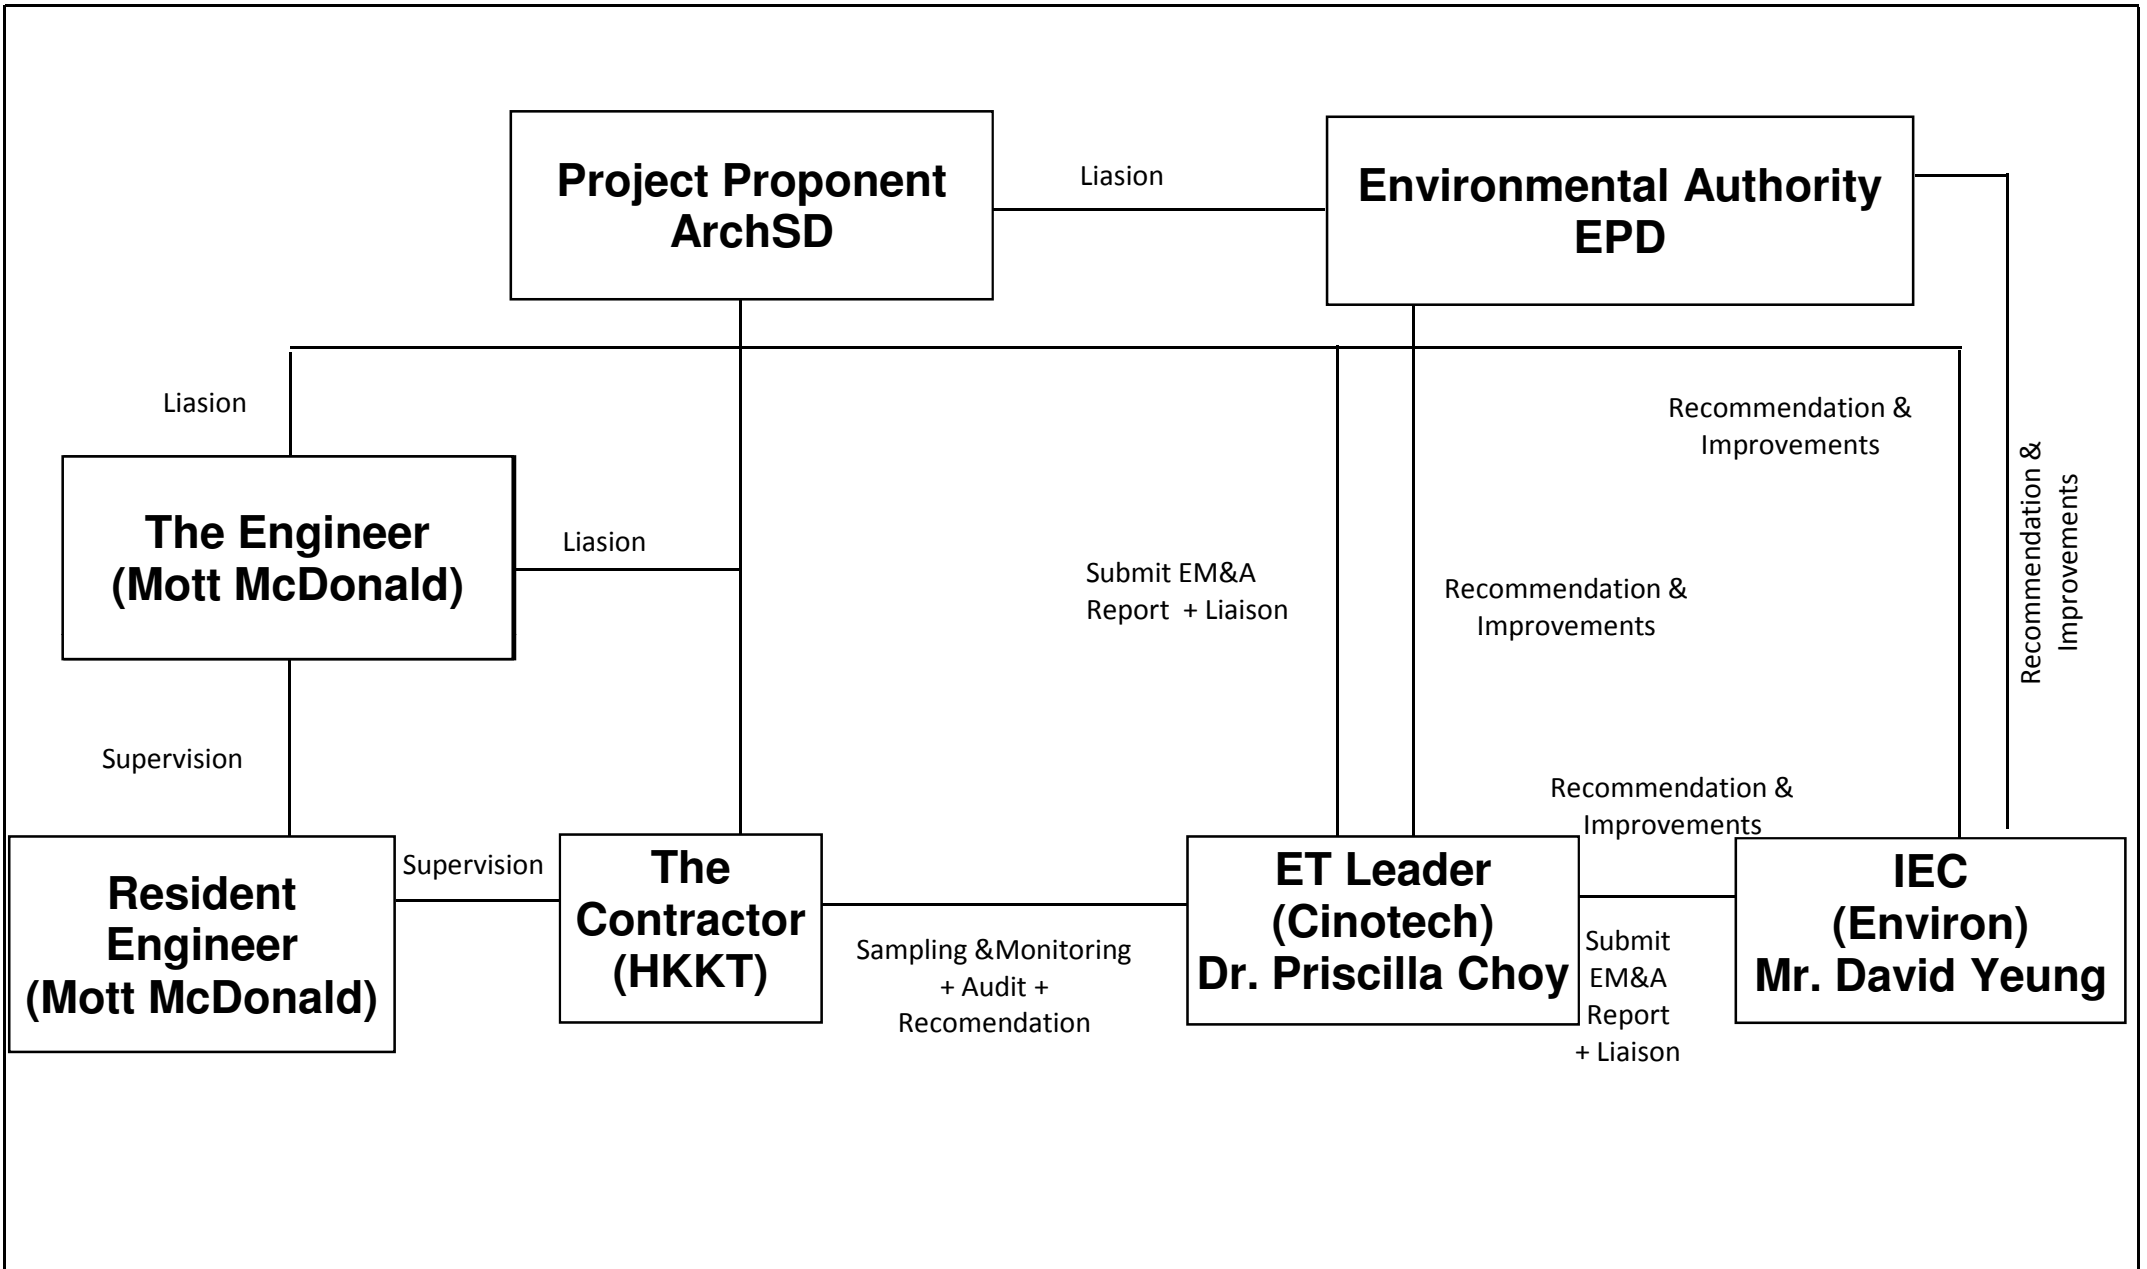 Project Proponent
ArchSD
Liasion
Environmental Authority
EPD
Liasion
Recommendation &
Improvements
Recommendation &
Improvements
The Engineer
(Mott McDonald)
Liasion
Submit EM&A
Report  + Liaison
Recommendation &
Improvements
Supervision
Recommendation &
Improvements
Resident
Engineer
(Mott McDonald)
Supervision
The
Contractor
(HKKT)
Sampling &Monitoring
+ Audit +
Recomendation
ET Leader
(Cinotech)
Dr. Priscilla Choy
Submit
EM&A
Report
+ Liaison
IEC
(Environ)
Mr. David Yeung